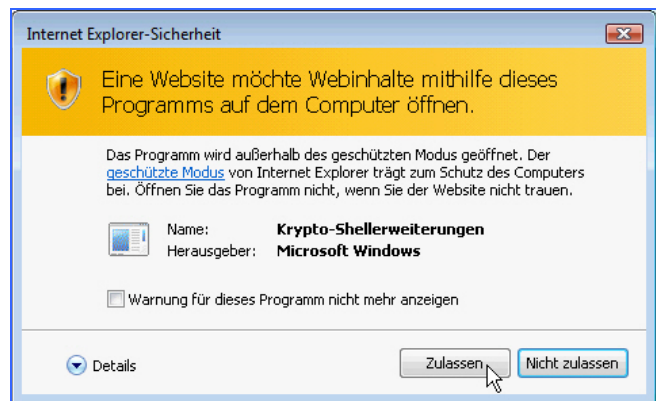 Internet Explorer-Sicherheit
Eine Website möchte Webinhalte mithilfe dieses
Programms auf dem Computer öffnen.
Das Programm wird außerhalb des geschützten Modus geöffnet. Der
geschützte Modus von Internet Explorer trägt zum Schutz des Computers
bei. Öffnen Sie das Programm nicht, wenn Sie der Website nicht trauen.
Name: Krypto-Shellerweiterungen
Herausgeber: Microsoft Windows
Warnung für dieses Programm nicht mehr anzeigen
Details Zulassen Nicht zulassen